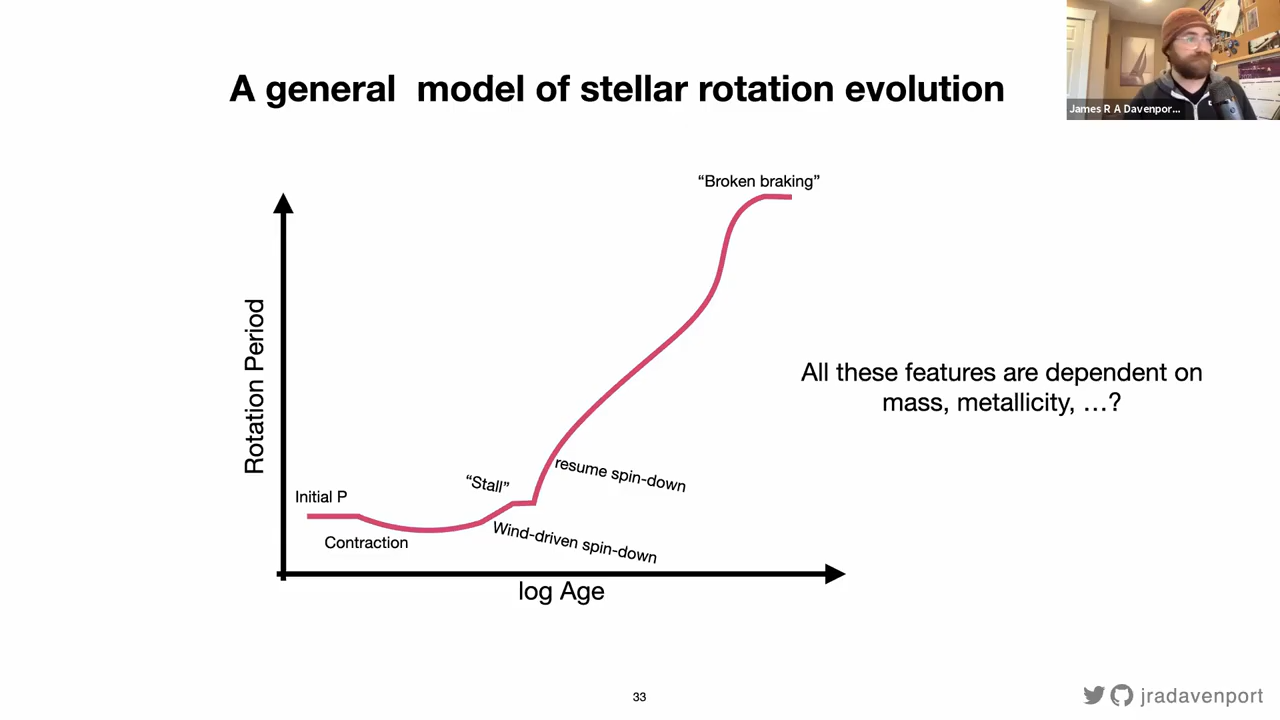 A general model of stellar rotation evolution
James R A Davenpor...
“Broken braking”
Rotation Period
All these features are dependent on
mass, metallicity, …?
resume spin-down
“Stall”
Initial P
Wind-driven spin-down
Contraction
log Age
33
jradavenport